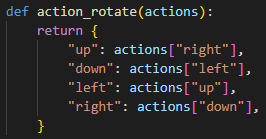 def action_rotate(actions):
    return {
        "up": actions["right"],
        "down": actions["left"],
        "left": actions["up"],
        "right": actions["down"],
    }